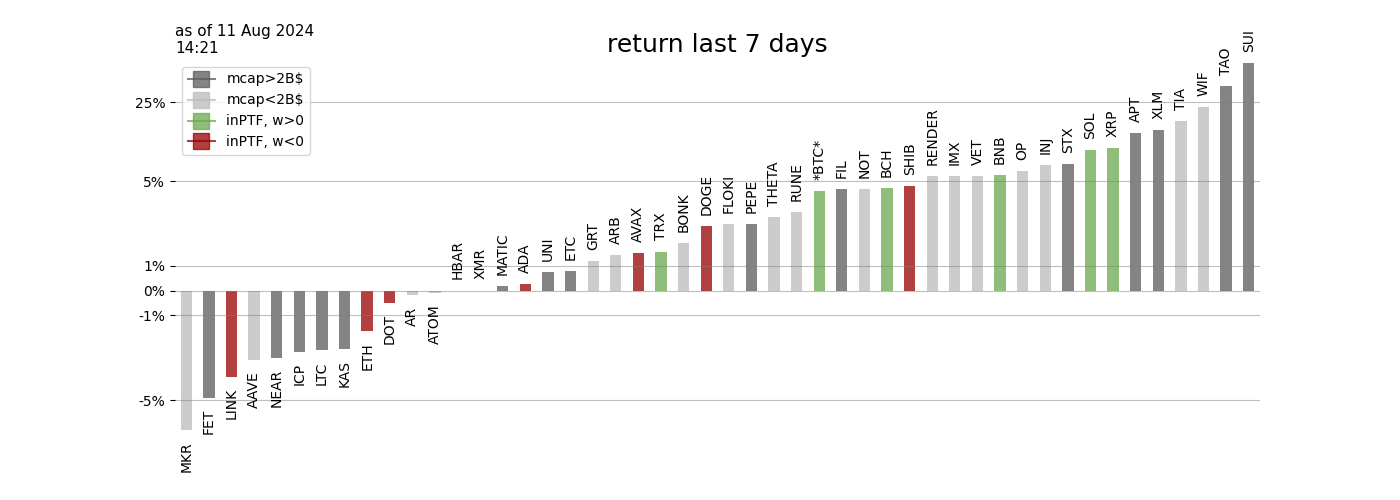 as of 11 Aug 2024
14:21
return last 7 days
mcap>2B$
mcap<2B$
inPTF, w>0
inPTF, w<0
25%
5%
1%
0%
-1%
-5%
MKR
FET
LINK
AAVE
NEAR
ICP
LTC
KAS
ETH
DOT
AR
ATOM
HBAR
XMR
MATIC
ADA
UNI
ETC
GRT
ARB
AVAX
TRX
BONK
DOGE
FLOKI
PEPE
THETA
RUNE
*BTC*
FIL
NOT
BCH
SHIB
RENDER
IMX
VET
BNB
OP
INJ
STX
SOL
XRP
APT
XLM
TIA
WIF
TAO
SUI